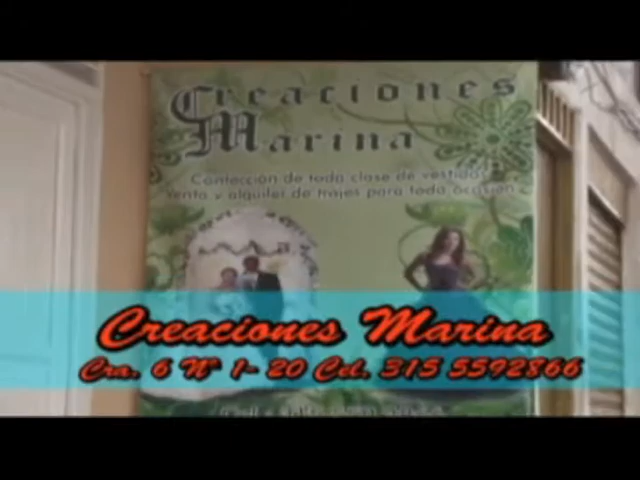 Creaciones
Marina
Confección de toda clase de vestidos
venta y alquiler de trajes para toda ocasión
Creaciones Marina
Cra. 6 Nº 1-20 Cel. 315 5592866